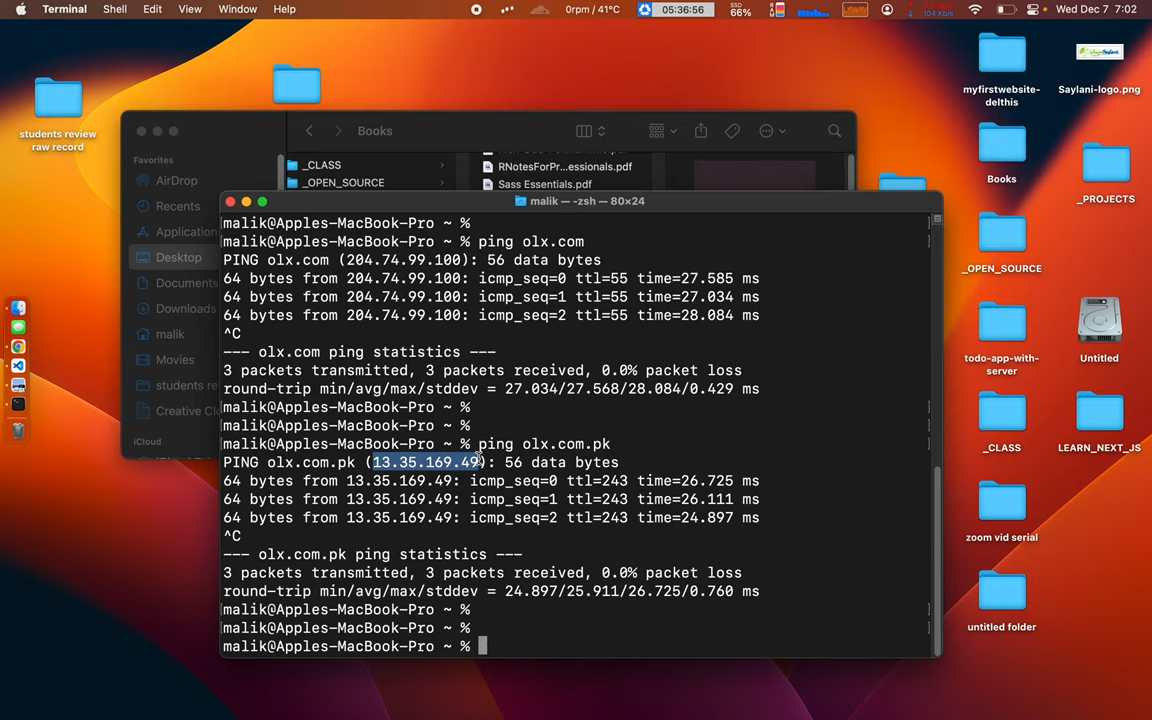 Terminal Shell Edit View Window Help 0rpm / 41°C 05:36:56 SSD 66% Wed Dec 7 7:02
students review
raw record
myfirstwebsite-
delthis
Saylani-logo.png
Books
_PROJECTS
_OPEN_SOURCE
todo-app-with-
server
Untitled
_CLASS
LEARN_NEXT_JS
zoom vid serial
untitled folder
Books
Favorites
AirDrop
Recents
Application
Desktop
Documents
Downloads
malik
Movies
students re
Creative Cl
iCloud
_CLASS
_OPEN_SOURCE
RNotesForPr...essionals.pdf
Sass Essentials.pdf
malik — -zsh — 80×24
malik@Apples-MacBook-Pro ~ %
malik@Apples-MacBook-Pro ~ % ping olx.com
PING olx.com (204.74.99.100): 56 data bytes
64 bytes from 204.74.99.100: icmp_seq=0 ttl=55 time=27.585 ms
64 bytes from 204.74.99.100: icmp_seq=1 ttl=55 time=27.034 ms
64 bytes from 204.74.99.100: icmp_seq=2 ttl=55 time=28.084 ms
^C
--- olx.com ping statistics ---
3 packets transmitted, 3 packets received, 0.0% packet loss
round-trip min/avg/max/stddev = 27.034/27.568/28.084/0.429 ms
malik@Apples-MacBook-Pro ~ %
malik@Apples-MacBook-Pro ~ %
malik@Apples-MacBook-Pro ~ % ping olx.com.pk
PING olx.com.pk (13.35.169.49): 56 data bytes
64 bytes from 13.35.169.49: icmp_seq=0 ttl=243 time=26.725 ms
64 bytes from 13.35.169.49: icmp_seq=1 ttl=243 time=26.111 ms
64 bytes from 13.35.169.49: icmp_seq=2 ttl=243 time=24.897 ms
^C
--- olx.com.pk ping statistics ---
3 packets transmitted, 3 packets received, 0.0% packet loss
round-trip min/avg/max/stddev = 24.897/25.911/26.725/0.760 ms
malik@Apples-MacBook-Pro ~ %
malik@Apples-MacBook-Pro ~ %
malik@Apples-MacBook-Pro ~ %